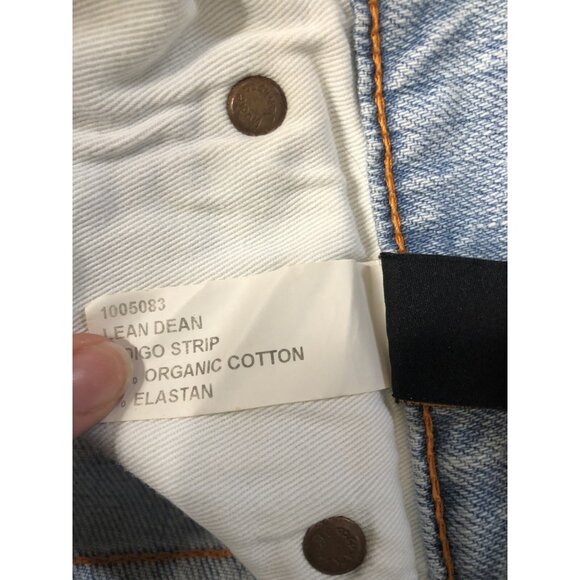 1005083
LEAN DEAN
DIGO STRIP
% ORGANIC COTTON
% ELASTAN